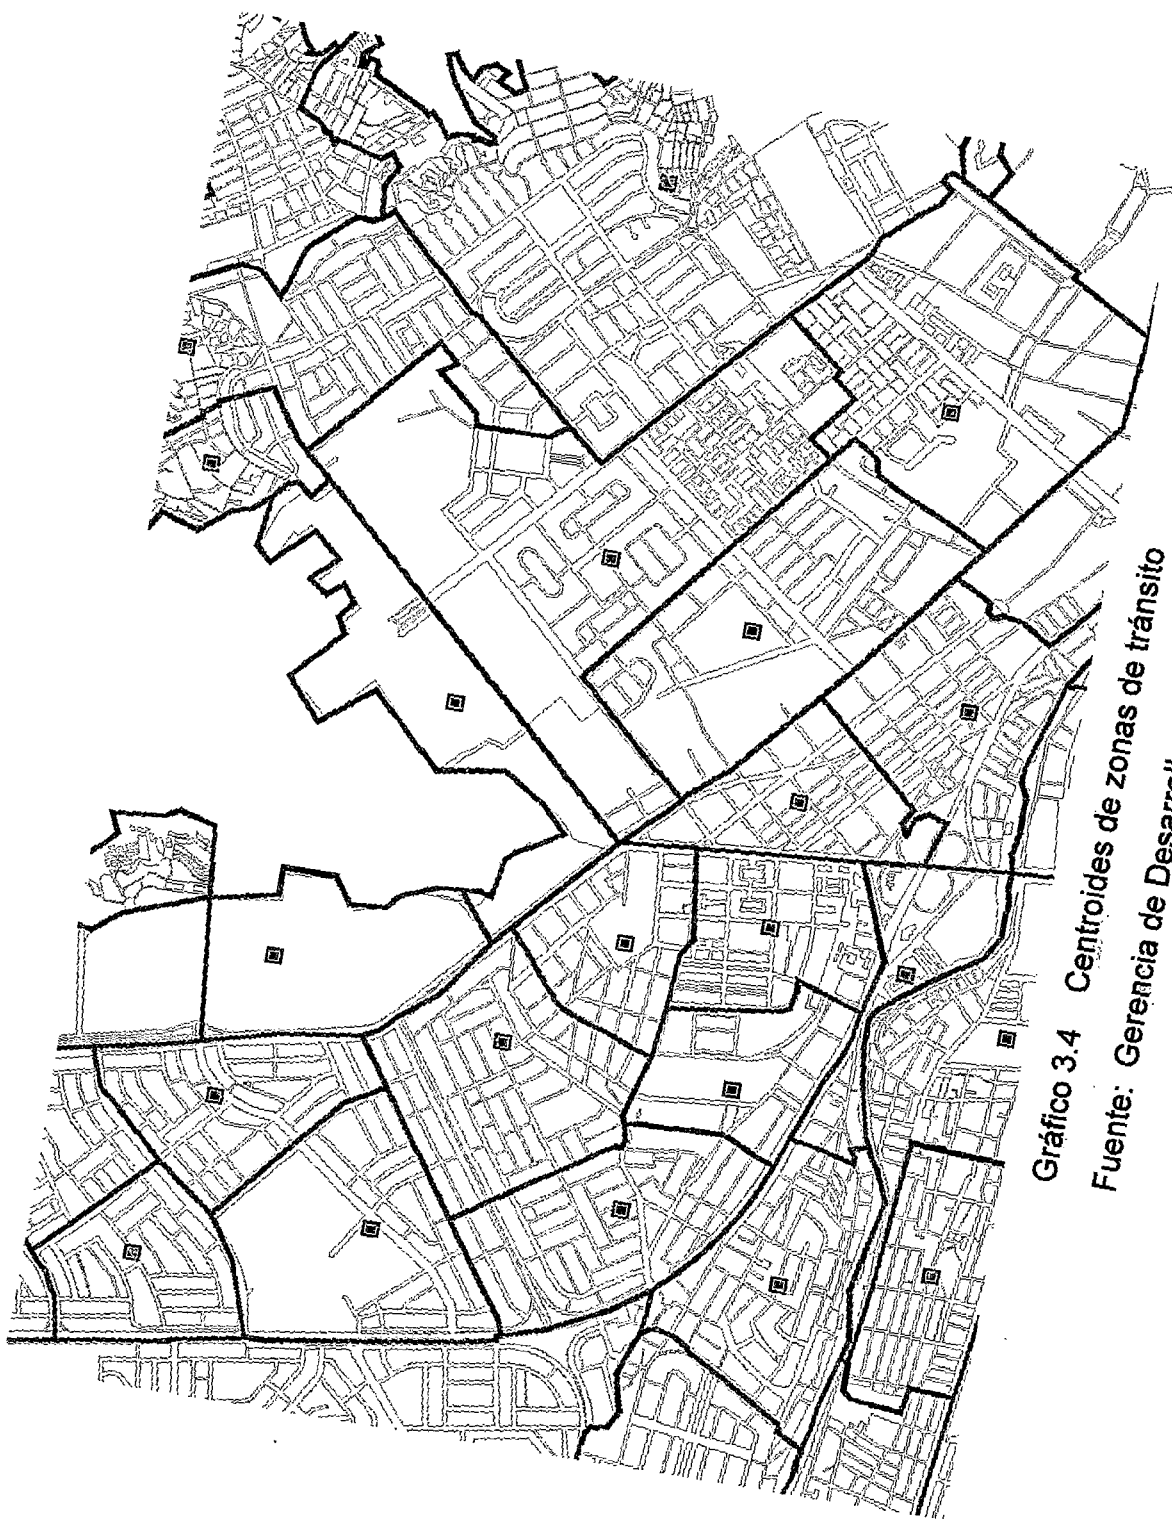 Gráfico 3.4 Centroides de zonas de tránsito
Fuente: Gerencia de